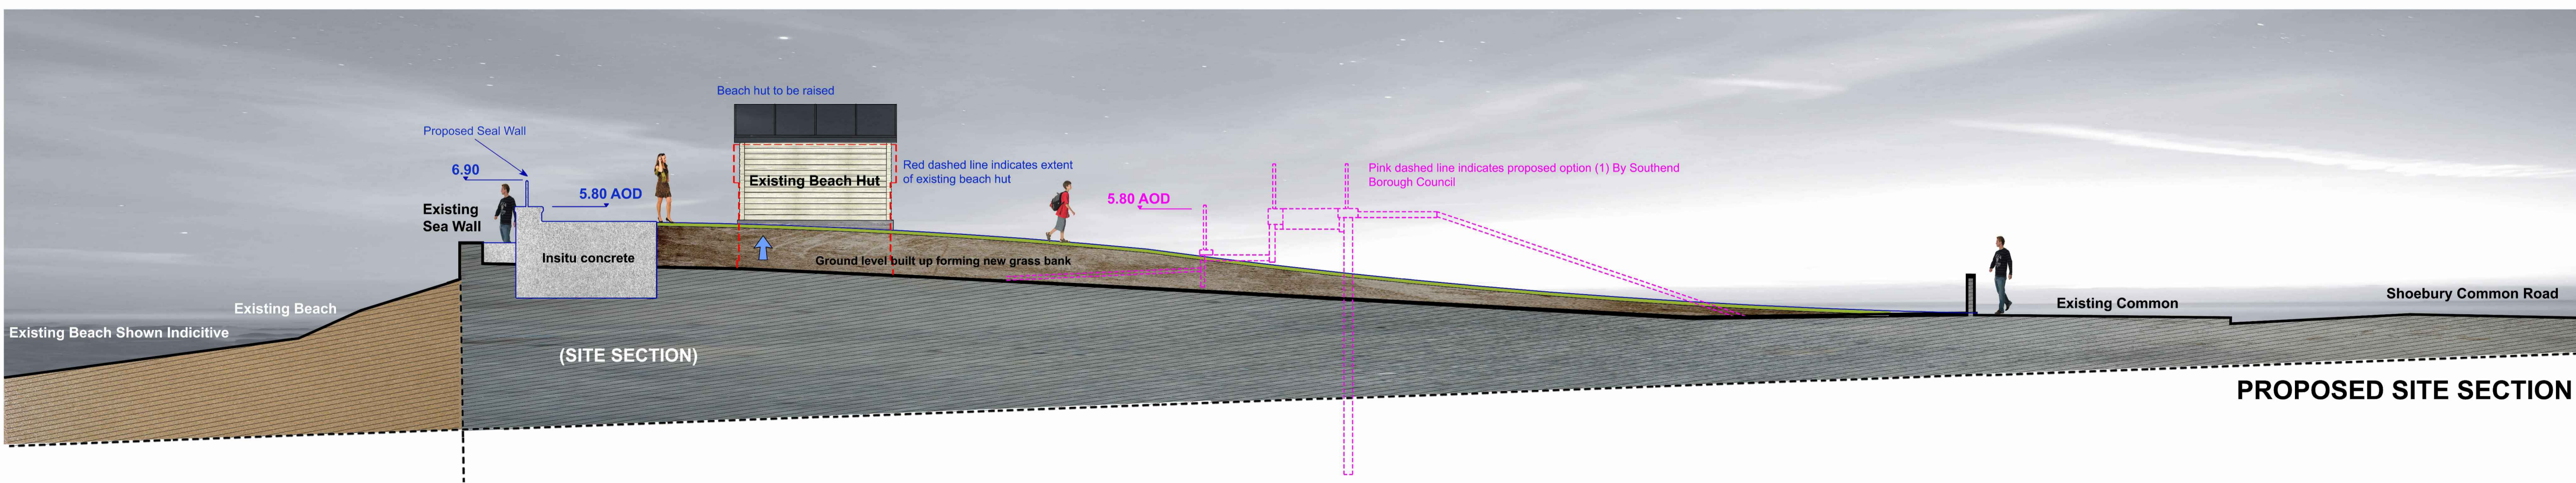 Beach hut to be raised
Proposed Seal Wall
6.90
5.80 AOD
Existing
Sea Wall
Existing Beach Hut
Red dashed line indicates extent
of existing beach hut
5.80 AOD
Pink dashed line indicates proposed option (1) By Southend
Borough Council
Insitu concrete
Ground level built up forming new grass bank
Existing Beach
Existing Beach Shown Indicitive
(SITE SECTION)
Existing Common
Shoebury Common Road
PROPOSED SITE SECTION